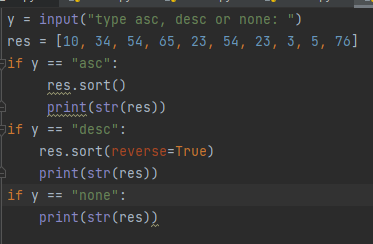 y = input("type asc, desc or none: ")
res = [10, 34, 54, 65, 23, 54, 23, 3, 5, 76]
if y == "asc":
     res.sort()
     print(str(res))
if y == "desc":
    res.sort(reverse=True)
    print(str(res))
if y == "none":
    print(str(res))